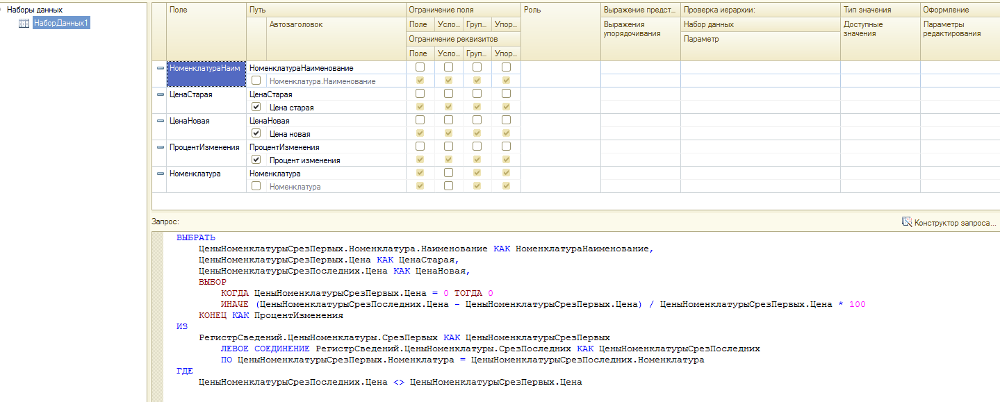 Наборы данных
НаборДанных1
Поле Путь Ограничение поля Роль Выражение предст... Проверка иерархии: Тип значения Оформление
Автозаголовок Поле Усло... Груп... Упор... Выражения упорядочивания Набор данных Доступные значения Параметры редактирования
Ограничение реквизитов Параметр
Поле Усло... Груп... Упор...
НоменклатураНаим НоменклатураНаименование
Номенклатура.Наименование
ЦенаСтарая ЦенаСтарая
Цена старая
ЦенаНовая ЦенаНовая
Цена новая
ПроцентИзменения ПроцентИзменения
Процент изменения
Номенклатура Номенклатура
Номенклатура
Запрос: Конструктор запроса...
ВЫБРАТЬ
ЦеныНоменклатурыСрезПервых.Номенклатура.Наименование КАК НоменклатураНаименование,
ЦеныНоменклатурыСрезПервых.Цена КАК ЦенаСтарая,
ЦеныНоменклатурыСрезПоследних.Цена КАК ЦенаНовая,
ВЫБОР
КОГДА ЦеныНоменклатурыСрезПервых.Цена = 0 ТОГДА 0
ИНАЧЕ (ЦеныНоменклатурыСрезПоследних.Цена - ЦеныНоменклатурыСрезПервых.Цена) / ЦеныНоменклатурыСрезПервых.Цена * 100
КОНЕЦ КАК ПроцентИзменения
ИЗ
РегистрСведений.ЦеныНоменклатуры.СрезПервых КАК ЦеныНоменклатурыСрезПервых
ЛЕВОЕ СОЕДИНЕНИЕ РегистрСведений.ЦеныНоменклатуры.СрезПоследних КАК ЦеныНоменклатурыСрезПоследних
ПО ЦеныНоменклатурыСрезПервых.Номенклатура = ЦеныНоменклатурыСрезПоследних.Номенклатура
ГДЕ
ЦеныНоменклатурыСрезПоследних.Цена <> ЦеныНоменклатурыСрезПервых.Цена